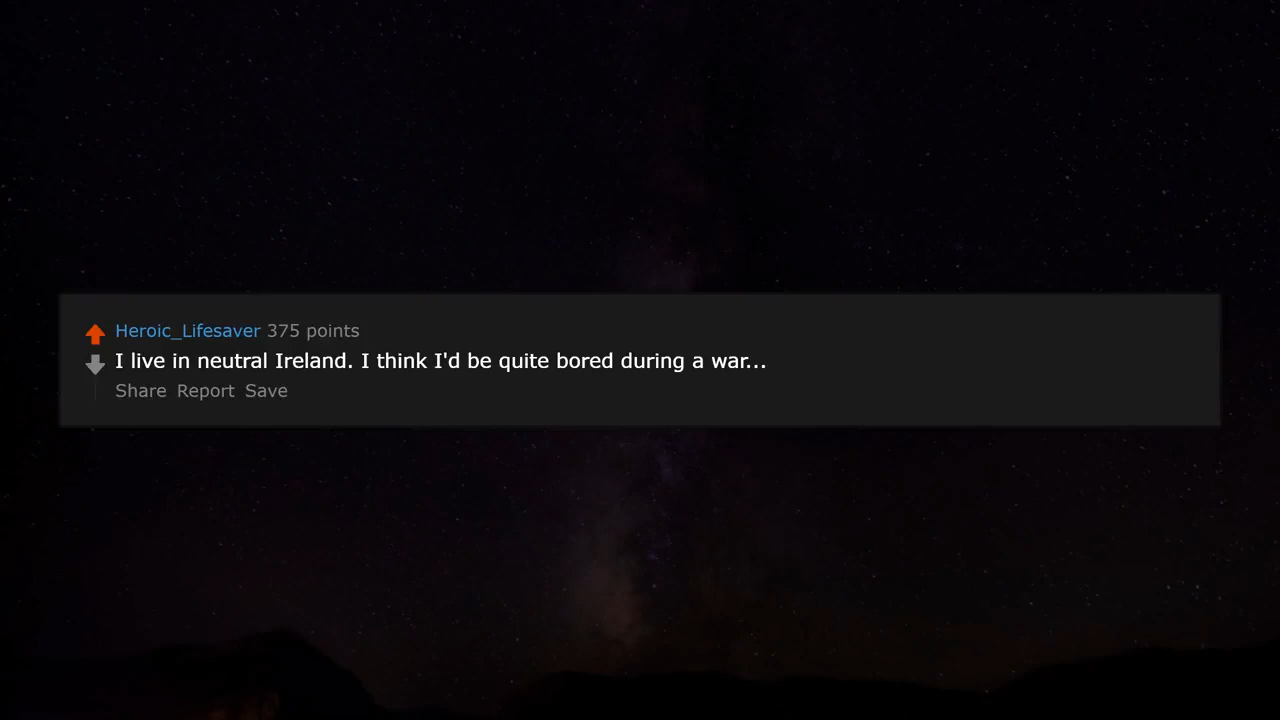 Heroic_Lifesaver 375 points
I live in neutral Ireland. I think I'd be quite bored during a war...
Share Report Save